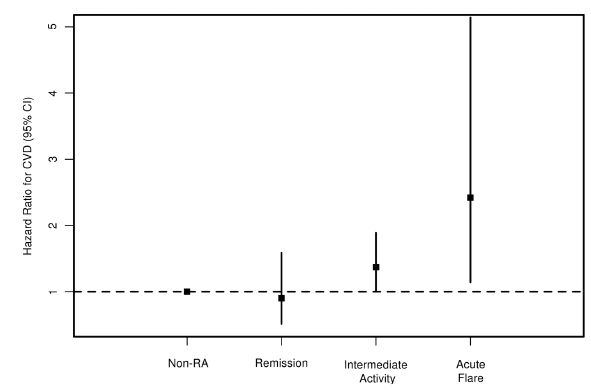 Hazard Ratio for CVD (95% CI)
5
4
3
2
1
Non-RA
Remission
Intermediate
Activity
Acute
Flare